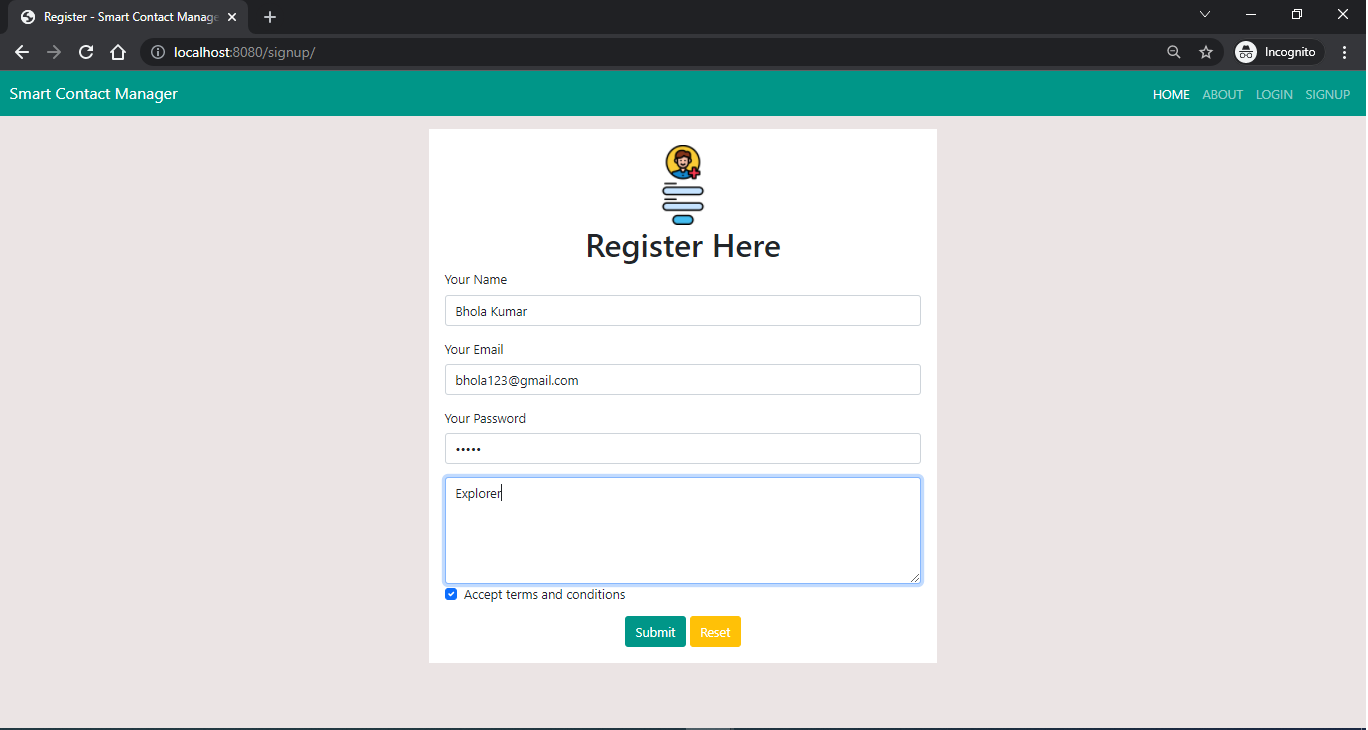 Register - Smart Contact Manage
localhost:8080/signup/
Incognito
Smart Contact Manager
HOME ABOUT LOGIN SIGNUP
Register Here
Your Name
Bhola Kumar
Your Email
bhola123@gmail.com
Your Password
•••••
Explorer
Accept terms and conditions
Submit Reset